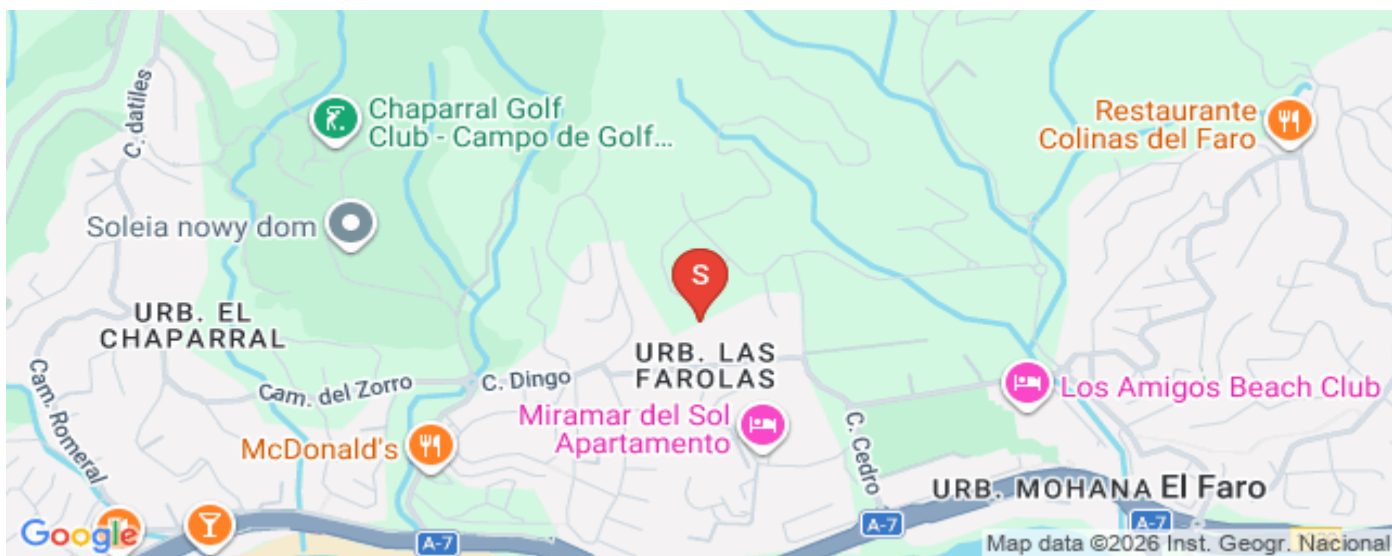 C. datiles
Chaparral Golf
Club - Campo de Golf...
Restaurante
Colinas del Faro
Soleia nowy dom
S
URB. EL
CHAPARRAL
URB. LAS
FAROLAS
Cam. Romeral
Cam. del Zorro
C. Dingo
Los Amigos Beach Club
Miramar del Sol
Apartamento
McDonald's
C. Cedro
URB. MOHANA
El Faro
Google
A-7
A-7
A-7
Map data ©2026 Inst. Geogr. Nacional